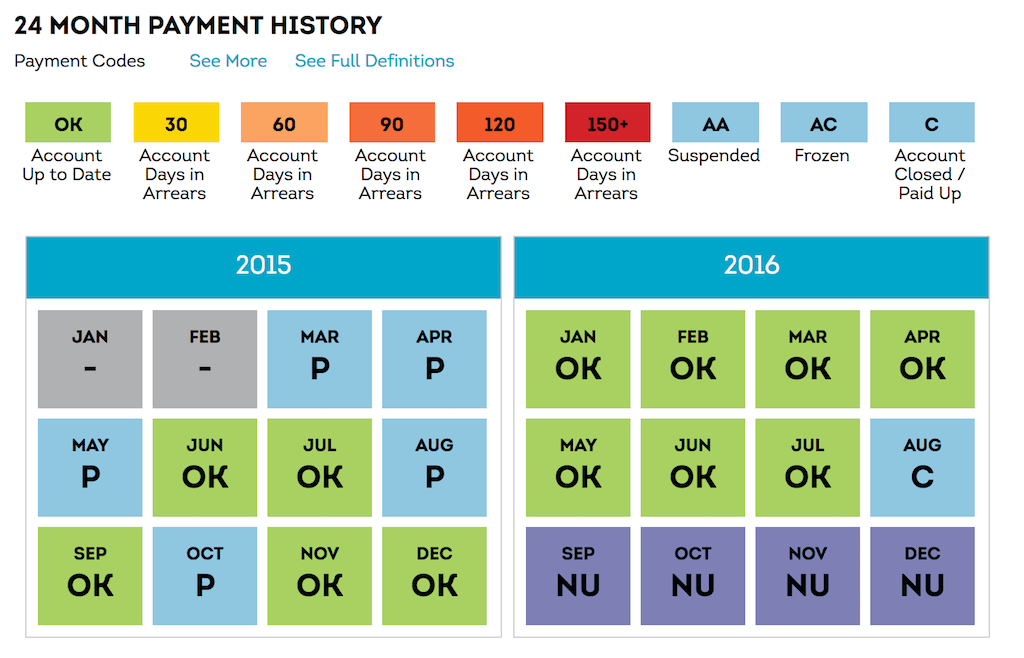 24 MONTH PAYMENT HISTORY
Payment Codes See More See Full Definitions
OK 30 60 90 120 150+ AA AC C
Account Account Account Account Account Account Suspended Frozen Account
Up to Date Days in Days in Days in Days in Days in Closed /
Arrears Arrears Arrears Arrears Arrears Paid Up
2015 2016
JAN FEB MAR APR JAN FEB MAR APR
- - P P OK OK OK OK
MAY JUN JUL AUG MAY JUN JUL AUG
P OK OK P OK OK OK C
SEP OCT NOV DEC SEP OCT NOV DEC
OK P OK OK NU NU NU NU